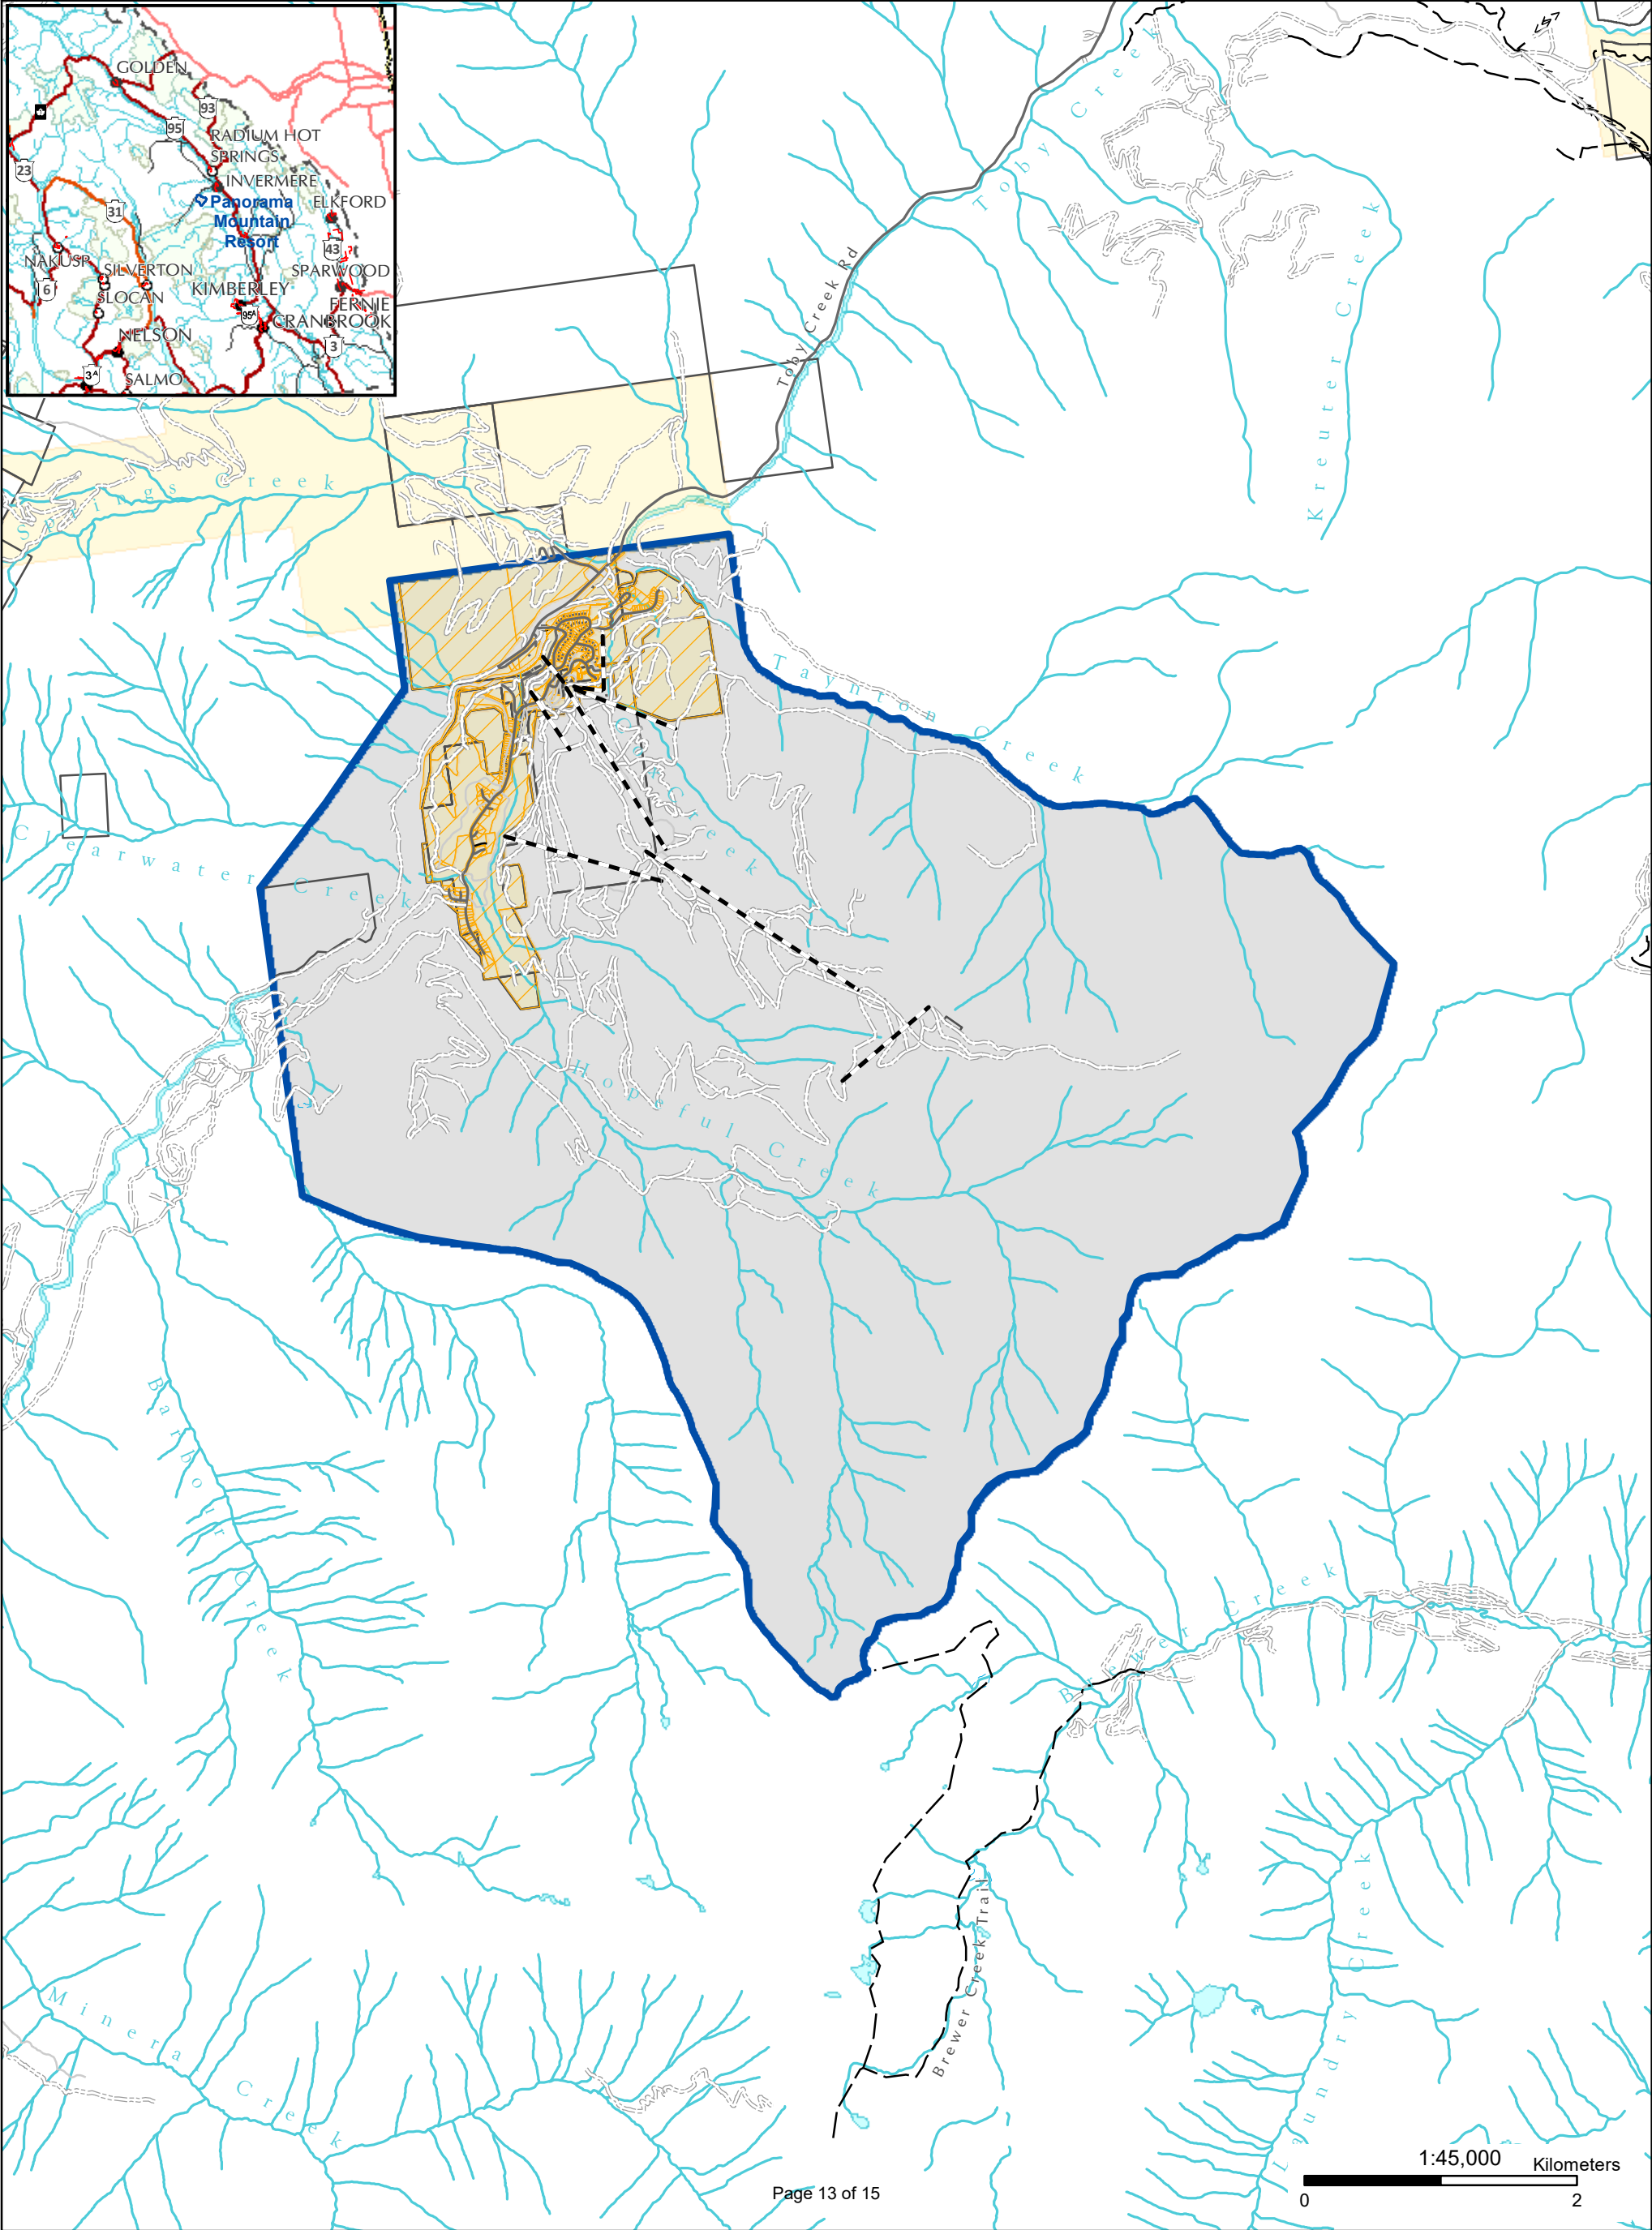 GOLDEN
93
95
RADIUM HOT
SPRINGS
23
INVERMERE
Panorama
Mountain
Resort
ELKFORD
31
43
NAKUSP
SILVERTON
SPARWOOD
6
SLOCAN
KIMBERLEY
FERNIE
95A
CRANBROOK
NELSON
3
3A
SALMO
Toby Creek
Toby Creek Rd
Kreuter Creek
Springs Creek
Taynton Creek
Creek
Clearwater Creek
Hopeful Creek
Barbour Creek
Brewer Creek
Brewer Creek Trail
Mineral Creek
Creek
1:45,000 Kilometers
0 2
Page 13 of 15